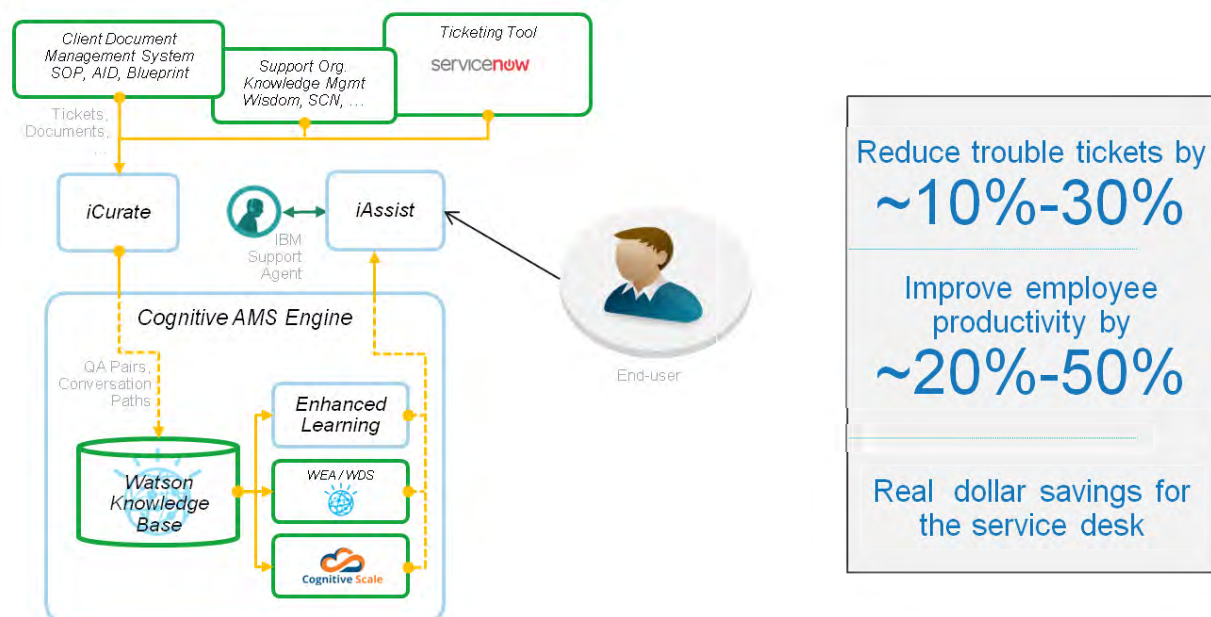 Client Document
Management System
SOP, AID, Blueprint
Support Org.
Knowledge Mgmt
Wisdom, SCN, ...
Ticketing Tool
servicenow
Tickets,
Documents,
...
iCurate
iAssist
IBM
Support
Agent
End-user
Cognitive AMS Engine
QA Pairs,
Conversation
Paths
Watson
Knowledge
Base
Enhanced
Learning
WEA / WDS
Cognitive Scale
Reduce trouble tickets by
~10%-30%
Improve employee
productivity by
~20%-50%
Real dollar savings for
the service desk